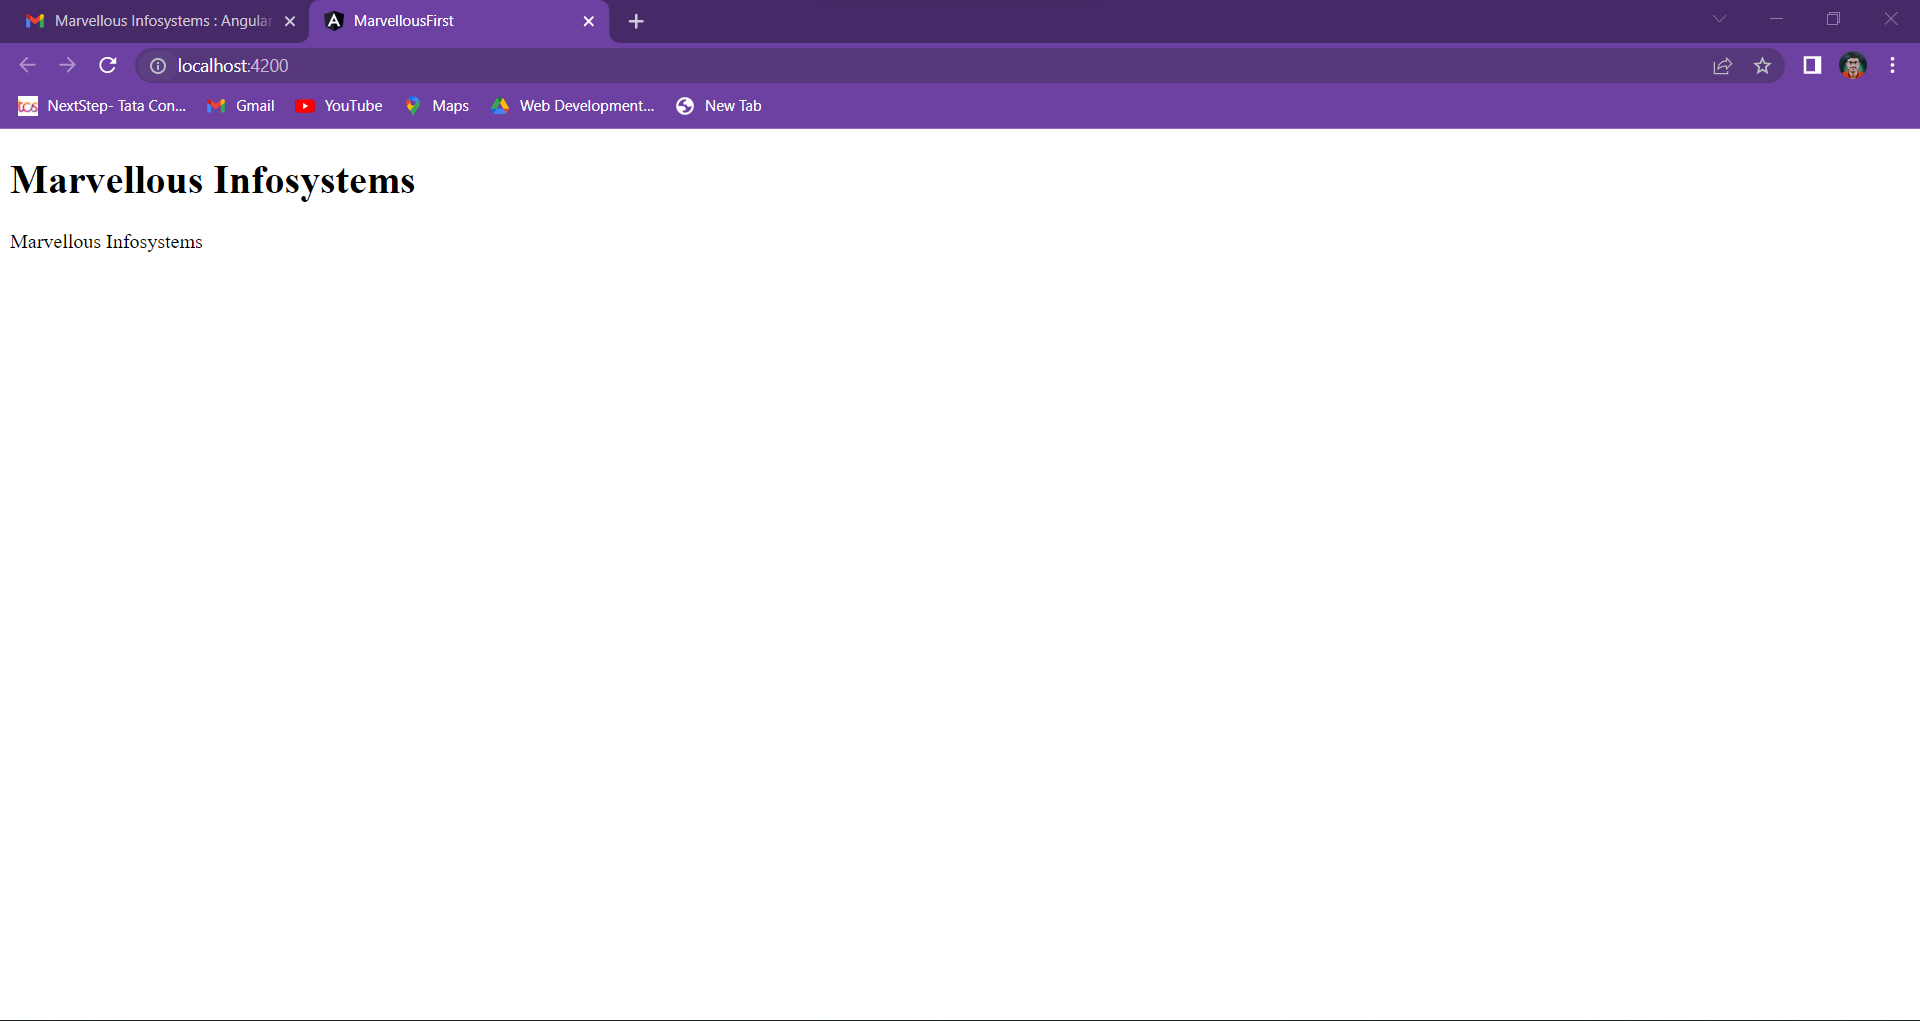 Marvellous Infosystems : Angular
MarvellousFirst
localhost:4200
tcs NextStep- Tata Con... Gmail YouTube Maps Web Development... New Tab
Marvellous Infosystems
Marvellous Infosystems